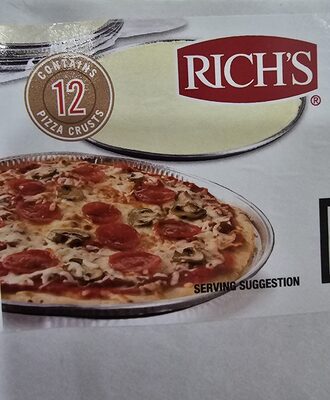 CONTAINS
12
PIZZA CRUSTS
RICH'S®
SERVING SUGGESTION